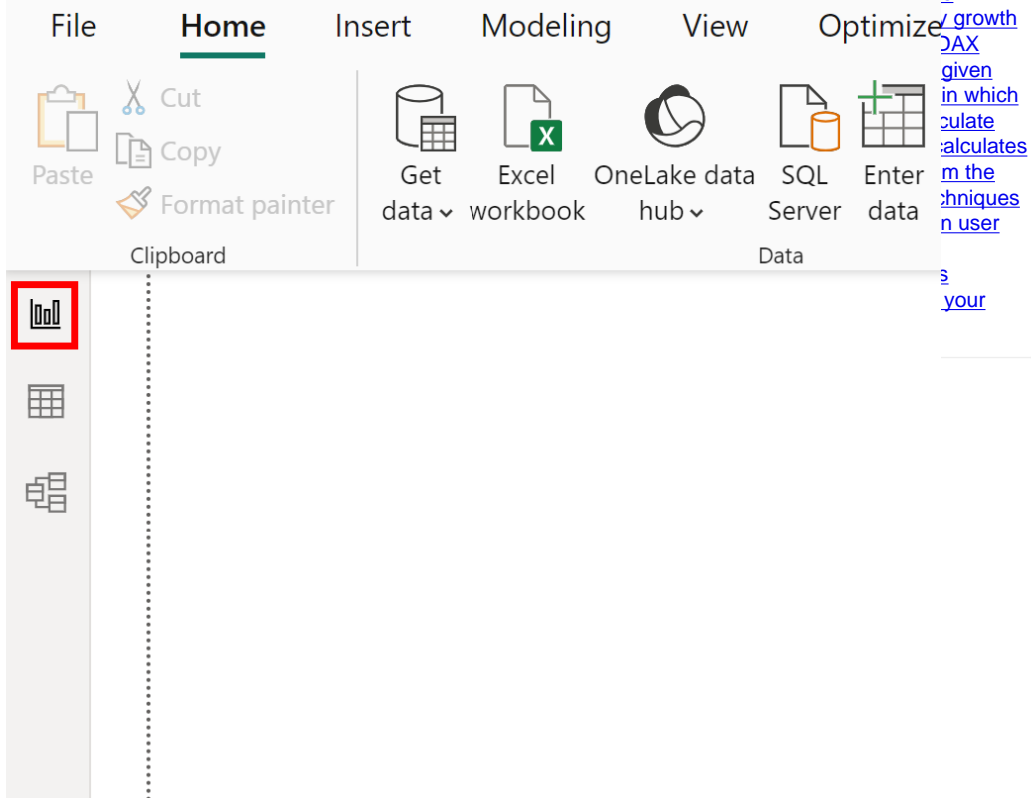 File Home Insert Modeling View Optimize
Cut
Copy
Paste
Format painter
Get data
Excel workbook
OneLake data hub
SQL Server
Enter data
Clipboard Data
y growth
DAX
given
in which
culate
calculates
m the
chniques
n user
s
your